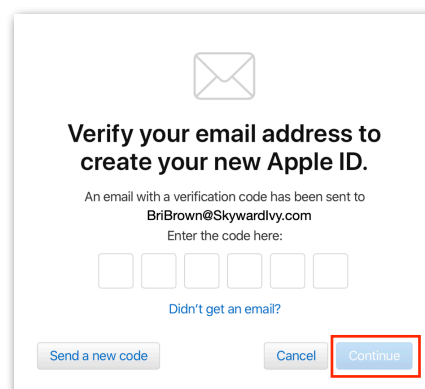 Verify your email address to
create your new Apple ID.
An email with a verification code has been sent to
BriBrown@SkywardIvy.com
Enter the code here:
Didn't get an email?
Send a new code
Cancel
Continue